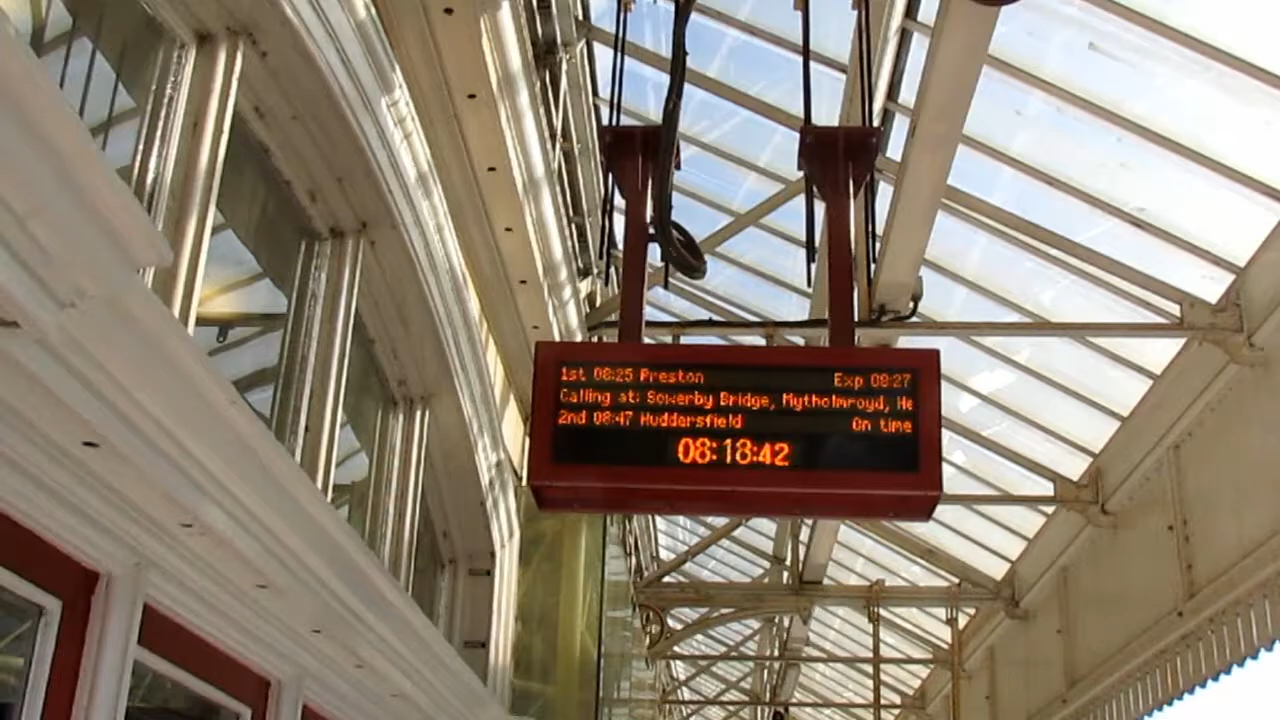 1st 08:25 Preston Exp 08:27
Calling at: Sowerby Bridge, Mytholmroyd, He
2nd 08:47 Huddersfield On time
08:18:42